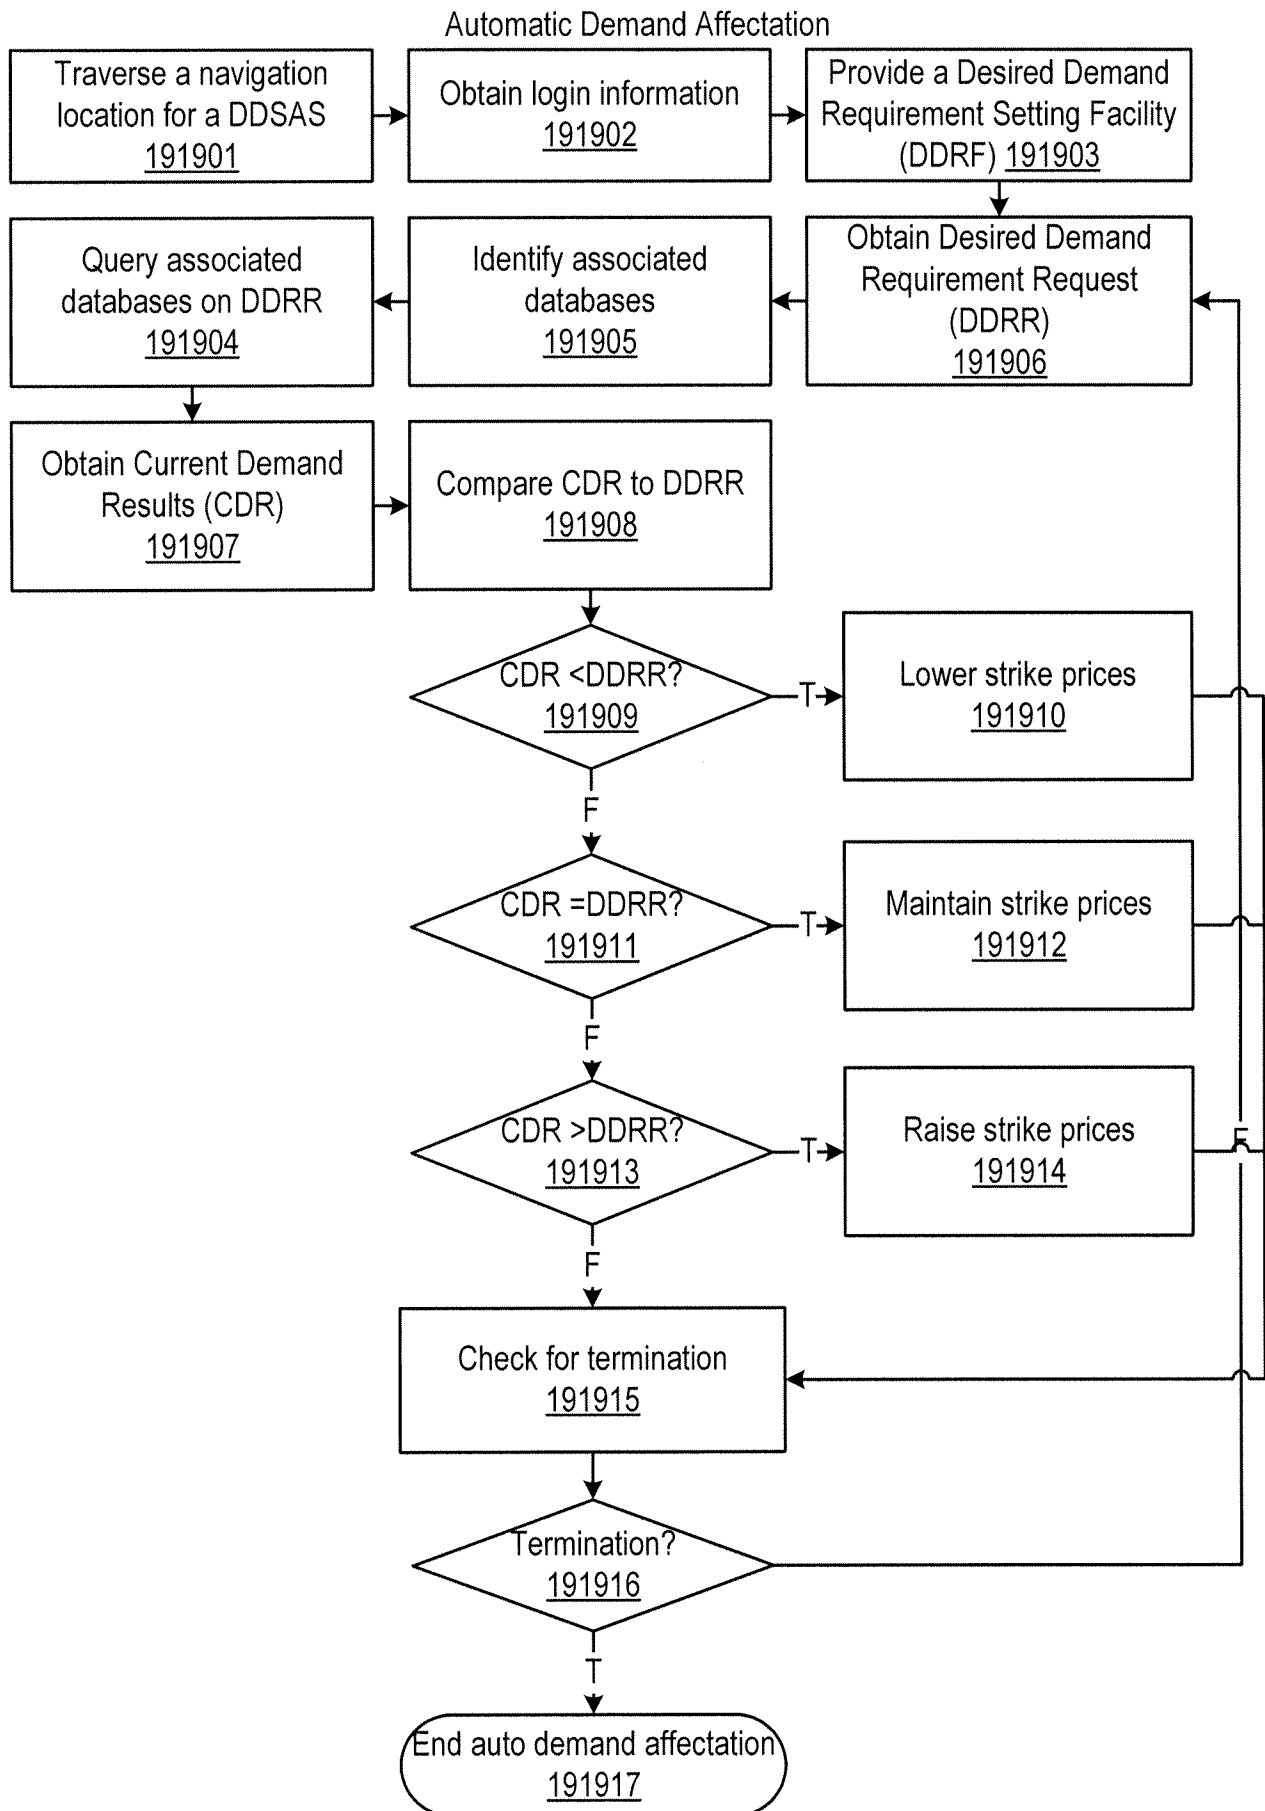 Automatic Demand Affectation
Traverse a navigation
location for a DDSAS
191901
Obtain login information
191902
Provide a Desired Demand
Requirement Setting Facility
(DDRF) 191903
Query associated
databases on DDRR
191904
Identify associated
databases
191905
Obtain Desired Demand
Requirement Request
(DDRR)
191906
Obtain Current Demand
Results (CDR)
191907
Compare CDR to DDRR
191908
CDR <DDRR?
191909
T
Lower strike prices
191910
F
CDR =DDRR?
191911
T
Maintain strike prices
191912
F
CDR >DDRR?
191913
T
Raise strike prices
191914
F
F
Check for termination
191915
Termination?
191916
T
End auto demand affectation
191917